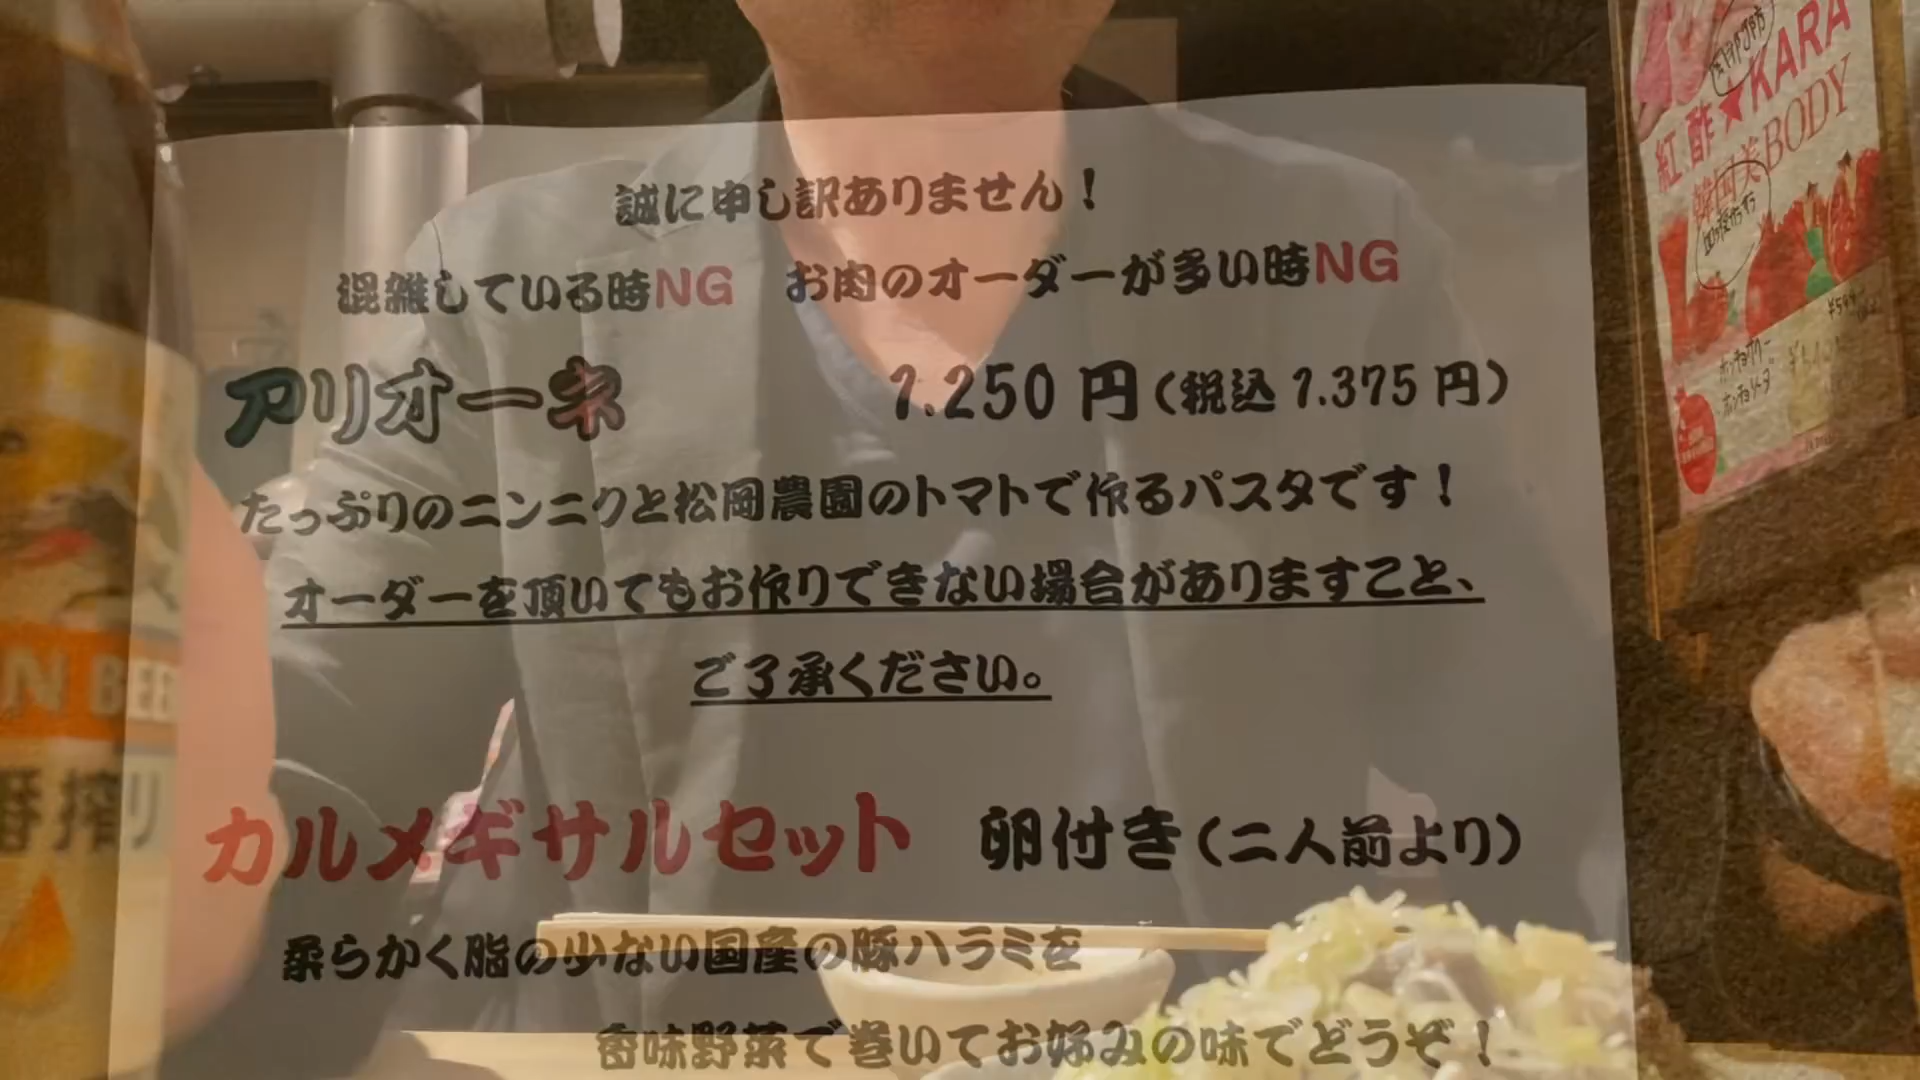 誠に申し訳ありません！
混雑している時NG　お肉のオーダーが多い時NG
アリオーネ　1.250 円（税込 1.375 円）
たっぷりのニンニクと松岡農園のトマトで作るパスタです！
オーダーを頂いてもお作りできない場合がありますこと、
ご了承ください。
カルメギサルセット　卵付き（二人前より）
柔らかく脂の少ない国産の豚ハラミを
香味野菜で巻いてお好みの味でどうぞ！
紅酢★KARA
韓国美BODY
N BEE
番搾り